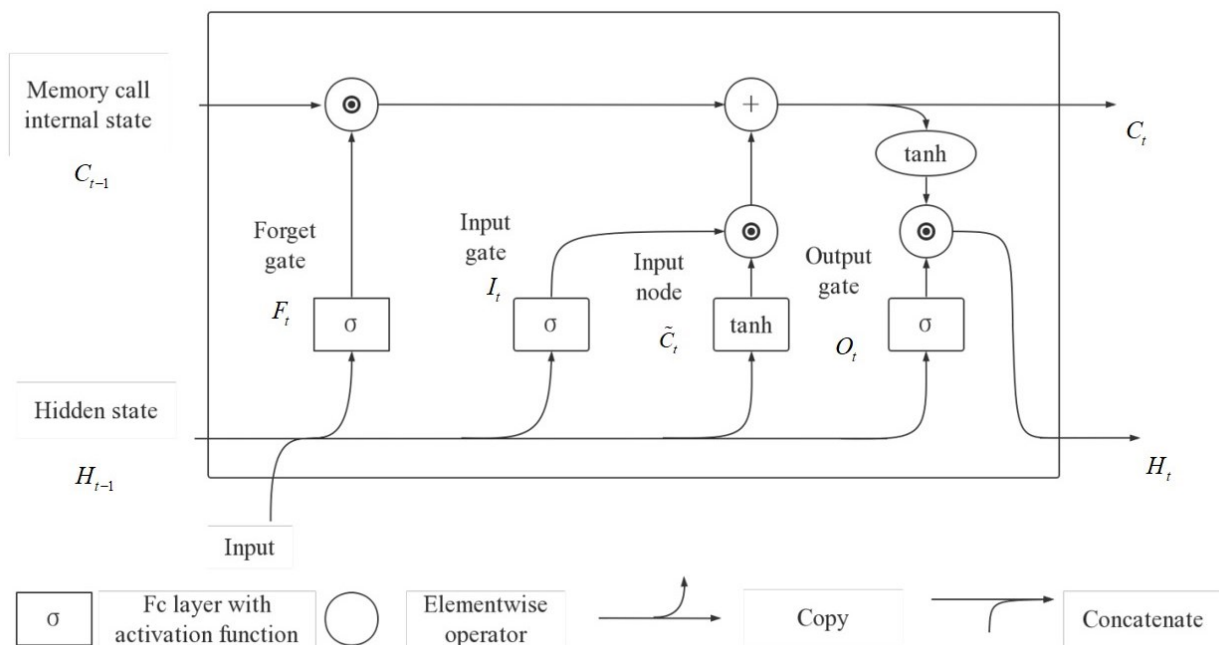 Memory call
internal state
C_{t-1}
+
C_t
tanh
Forget
gate
F_t
σ
Input
gate
I_t
σ
Input
node
C̃_t
tanh
Output
gate
O_t
σ
Hidden state
H_{t-1}
H_t
Input
σ
Fc layer with
activation function
Elementwise
operator
Copy
Concatenate